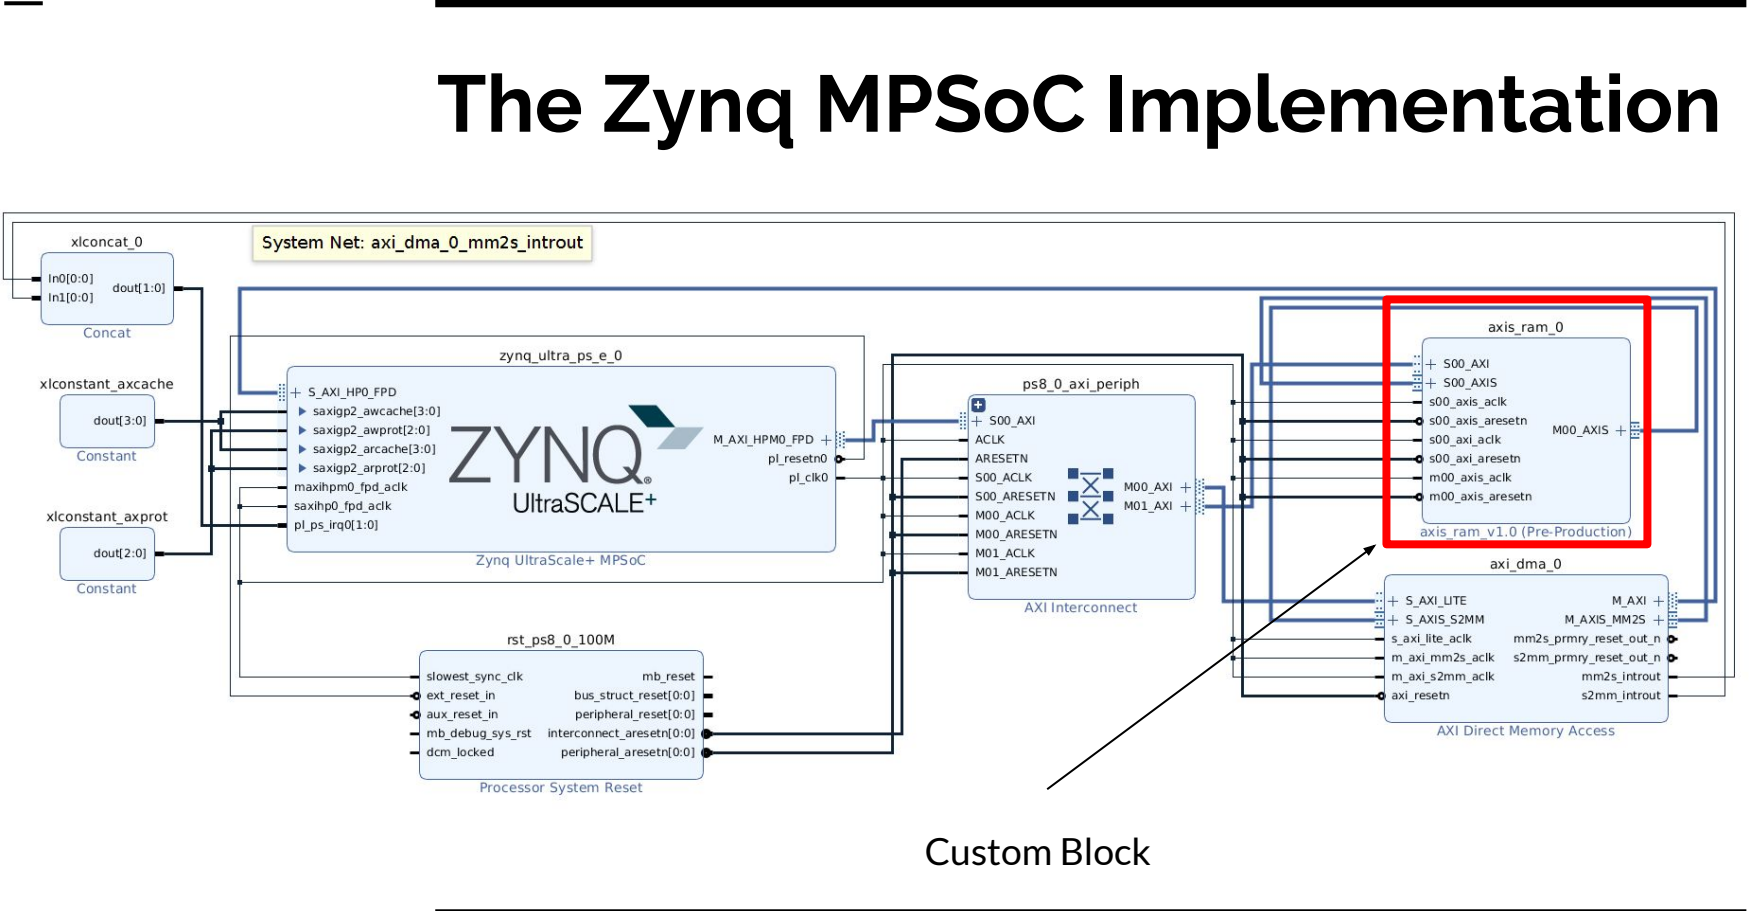 The Zynq MPSoC Implementation
System Net: axi_dma_0_mm2s_introut
xlconcat_0
In0[0:0]
In1[0:0]
dout[1:0]
Concat
xlconstant_axcache
dout[3:0]
Constant
xlconstant_axprot
dout[2:0]
Constant
zynq_ultra_ps_e_0
S_AXI_HP0_FPD
saxigp2_awcache[3:0]
saxigp2_awprot[2:0]
saxigp2_arcache[3:0]
saxigp2_arprot[2:0]
maxihpm0_fpd_aclk
saxihp0_fpd_aclk
pl_ps_irq0[1:0]
ZYNQ®
UltraSCALE+
M_AXI_HPM0_FPD
pl_resetn0
pl_clk0
Zynq UltraScale+ MPSoC
rst_ps8_0_100M
slowest_sync_clk
ext_reset_in
aux_reset_in
mb_debug_sys_rst
dcm_locked
mb_reset
bus_struct_reset[0:0]
peripheral_reset[0:0]
interconnect_aresetn[0:0]
peripheral_aresetn[0:0]
Processor System Reset
ps8_0_axi_periph
S00_AXI
ACLK
ARESETN
S00_ACLK
S00_ARESETN
M00_ACLK
M00_ARESETN
M01_ACLK
M01_ARESETN
M00_AXI
M01_AXI
AXI Interconnect
axis_ram_0
S00_AXI
S00_AXIS
s00_axis_aclk
s00_axis_aresetn
s00_axi_aclk
s00_axi_aresetn
m00_axis_aclk
m00_axis_aresetn
M00_AXIS
axis_ram_v1.0 (Pre-Production)
axi_dma_0
S_AXI_LITE
S_AXIS_S2MM
s_axi_lite_aclk
m_axi_mm2s_aclk
m_axi_s2mm_aclk
axi_resetn
M_AXI
M_AXIS_MM2S
mm2s_prmry_reset_out_n
s2mm_prmry_reset_out_n
mm2s_introut
s2mm_introut
AXI Direct Memory Access
Custom Block